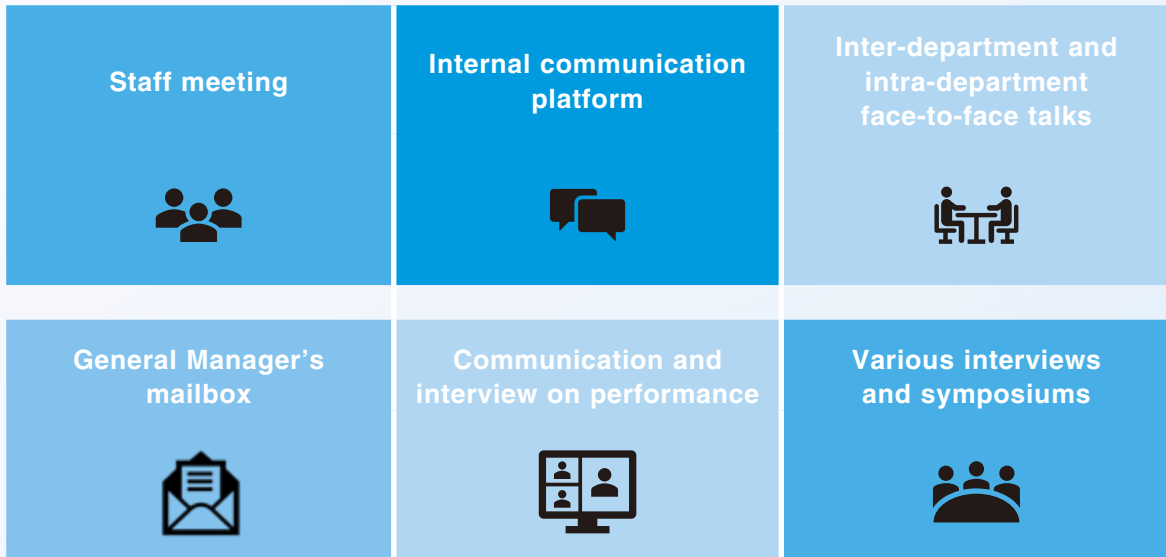 Staff meeting
Internal communication
platform
Inter-department and
intra-department
face-to-face talks
General Manager’s
mailbox
Communication and
interview on performance
Various interviews
and symposiums